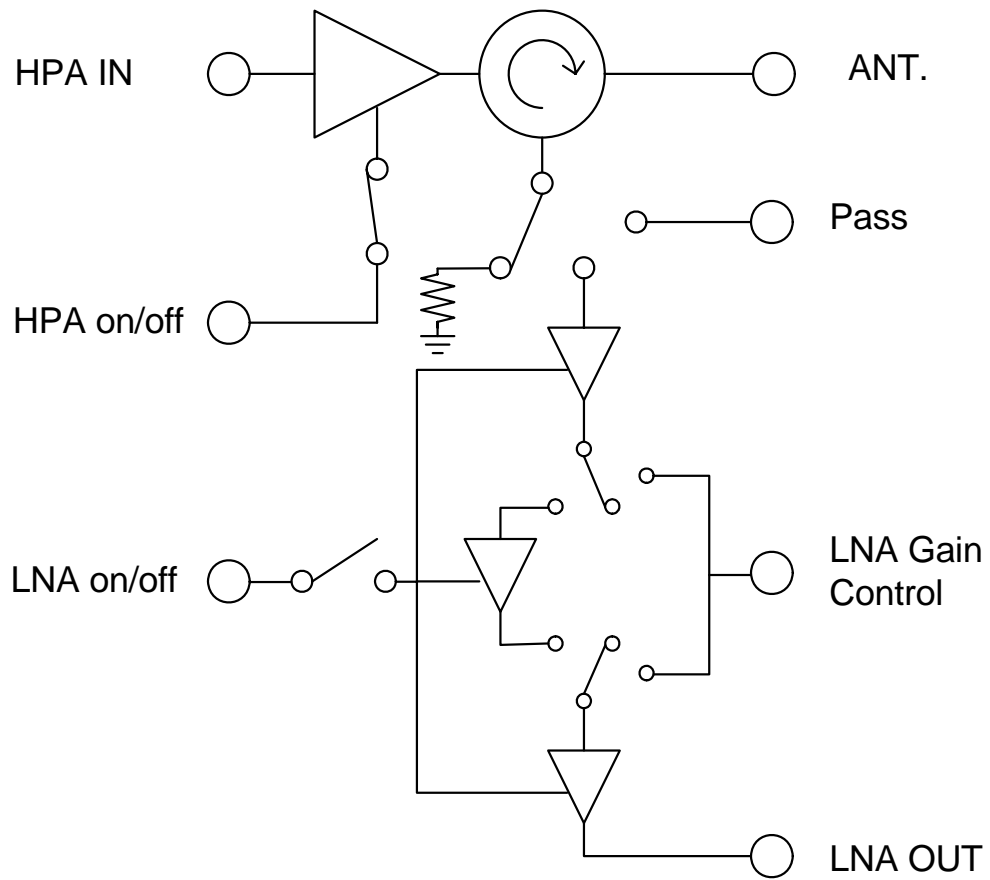 HPA IN
ANT.
Pass
HPA on/off
LNA on/off
LNA Gain
Control
LNA OUT